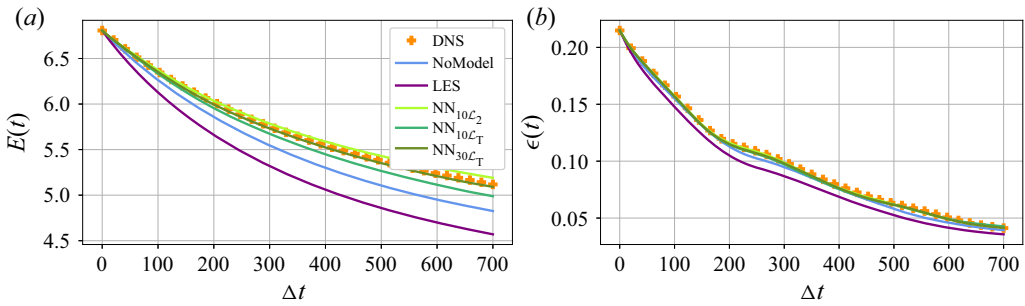 (a)
(b)
DNS
NoModel
LES
NN10ℒ2
NN10ℒT
NN30ℒT
E(t)
6.5
6.0
5.5
5.0
4.5
0 100 200 300 400 500 600 700
Δt
ϵ(t)
0.20
0.15
0.10
0.05
0 100 200 300 400 500 600 700
Δt